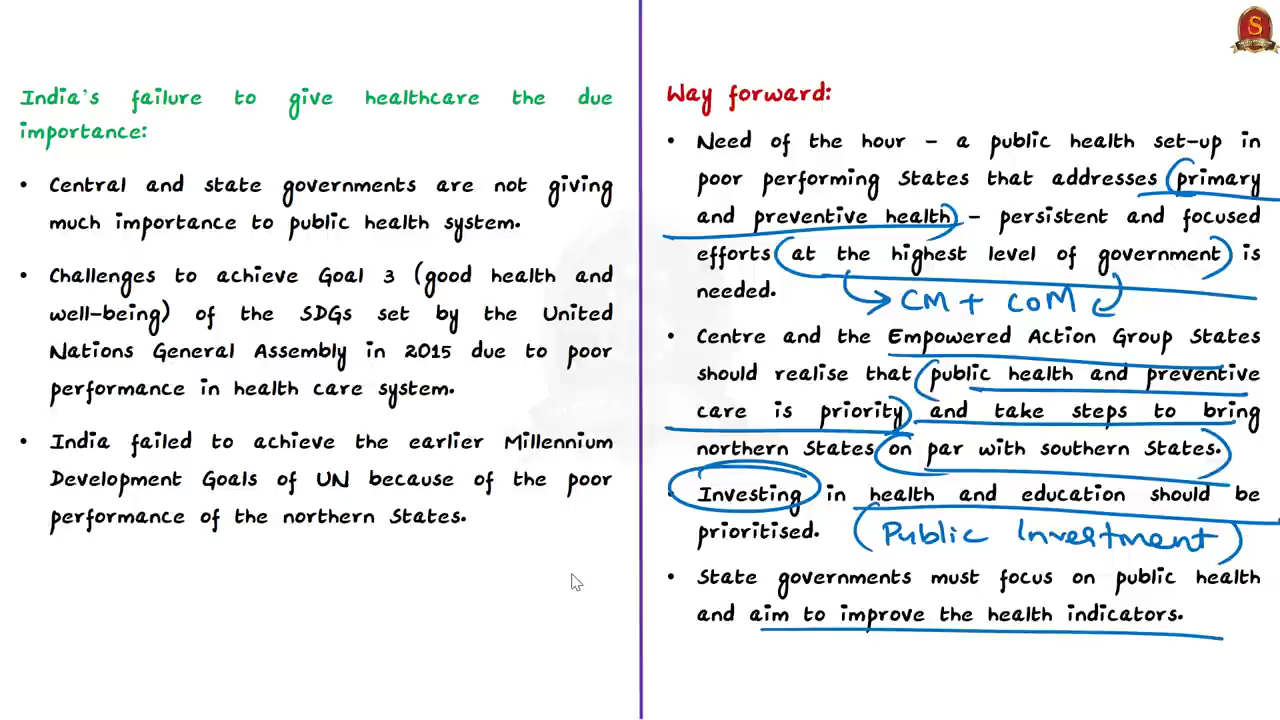 India's failure to give healthcare the due
importance:
• Central and state governments are not giving
much importance to public health system.
• Challenges to achieve Goal 3 (good health and
well-being) of the SDGs set by the United
Nations General Assembly in 2015 due to poor
performance in health care system.
• India failed to achieve the earlier Millennium
Development Goals of UN because of the poor
performance of the northern States.
S
Way forward:
• Need of the hour – a public health set-up in
poor performing States that addresses primary
and preventive health – persistent and focused
efforts at the highest level of government is
needed.
CM + COM
• Centre and the Empowered Action Group States
should realise that public health and preventive
care is priority and take steps to bring
northern States on par with southern States.
• Investing in health and education should be
prioritised.
(Public Investment)
• State governments must focus on public health
and aim to improve the health indicators.